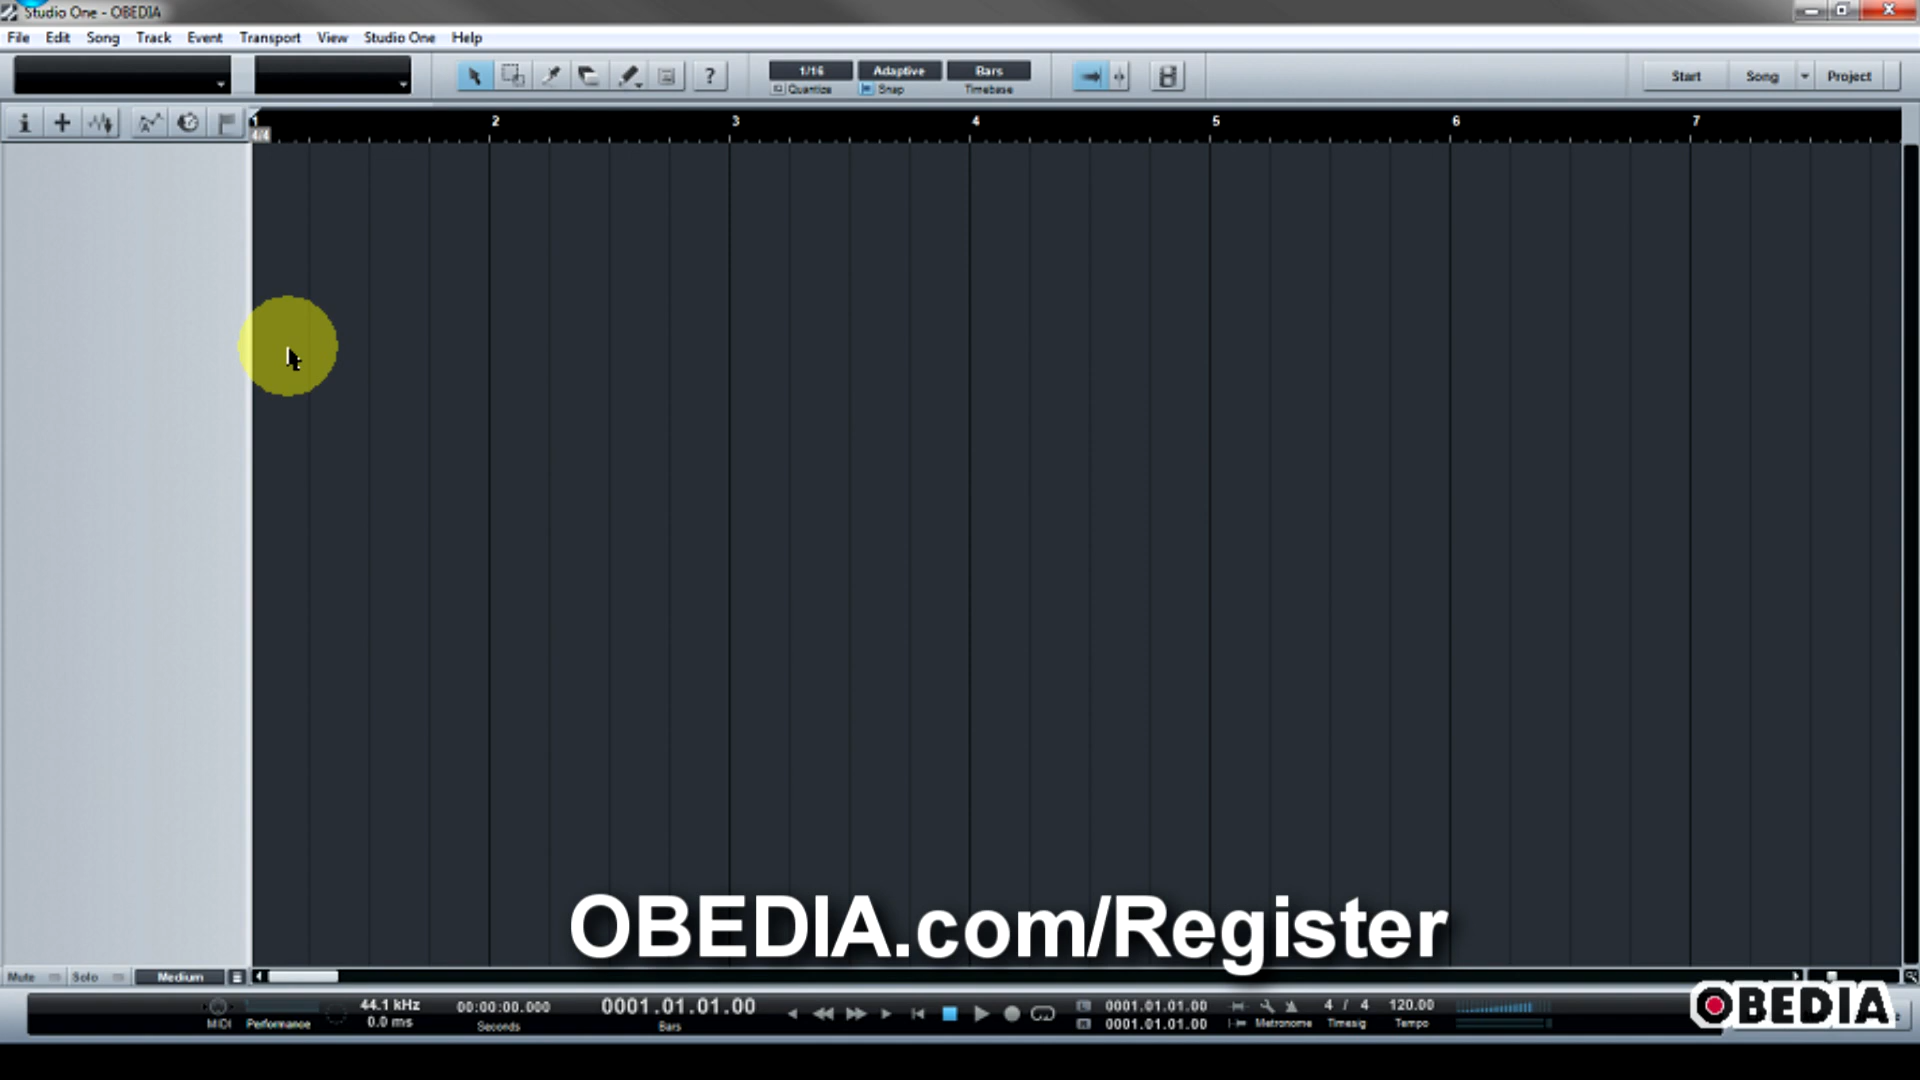 Studio One - OBEDIA
File Edit Song Track Event Transport View Studio One Help
1/16 Adaptive Bars
Quantize Snap Timebase
?
Start Song Project
1 2 3 4 5 6 7
4/4
OBEDIA.com/Register
Mute Solo Medium
44.1 kHz 00:00:00.000 0001.01.01.00 0001.01.01.00 4 / 4 120.00
0.0 ms 0001.01.01.00
MIDI Performance Seconds Bars Metronome Timesig Tempo
OBEDIA